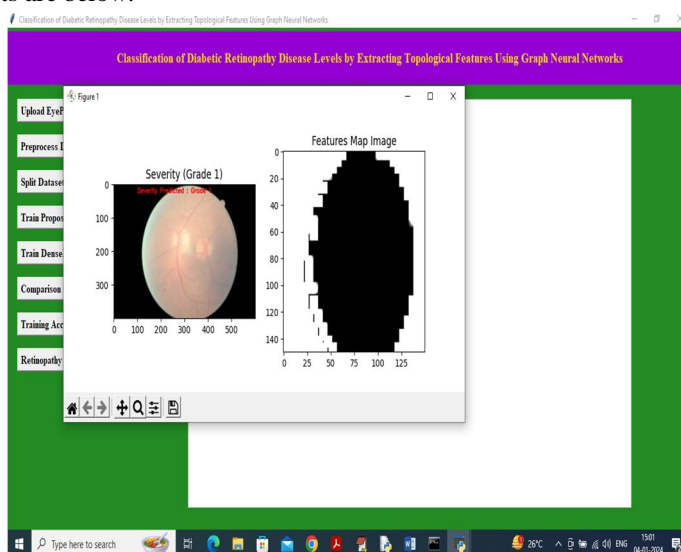 s are below.
Classification of Diabetic Retinopathy Disease Levels by Extracting Topological Features Using Graph Neural Networks
Classification of Diabetic Retinopathy Disease Levels by Extracting Topological Features Using Graph Neural Networks
Figure 1
Upload EyeP
Preprocess D
Split Dataset
Train Propos
Train Dense
Comparison
Training Acc
Retinopathy
Severity (Grade 1)
Severity Predicted : Grade
0
100
200
300
0 100 200 300 400 500
Features Map Image
0
20
40
60
80
100
120
140
0 25 50 75 100 125
Type here to search
26°C
ENG
15:01
04-01-2024